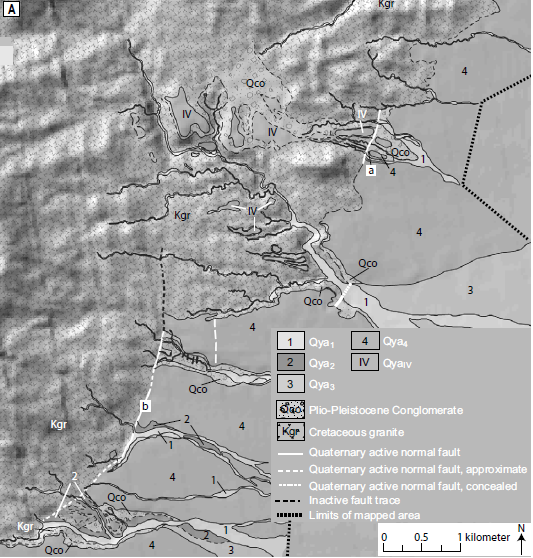 A
Kgr
4
Qco
IV
IV
IV
Qco
1
a
4
Kgr
IV
4
Qco
3
Qco
1
4
Qco
b
2
4
Kgr
1
2
4
1
Qco
Kgr
1
2
Qco
4
3
1 Qya1
4 Qya4
2 Qya2
IV QyaIV
3 Qya3
Qco Plio-Pleistocene Conglomerate
Kgr Cretaceous granite
Quaternary active normal fault
Quaternary active normal fault, approximate
Quaternary active normal fault, concealed
Inactive fault trace
Limits of mapped area
N
0 0.5 1 kilometer